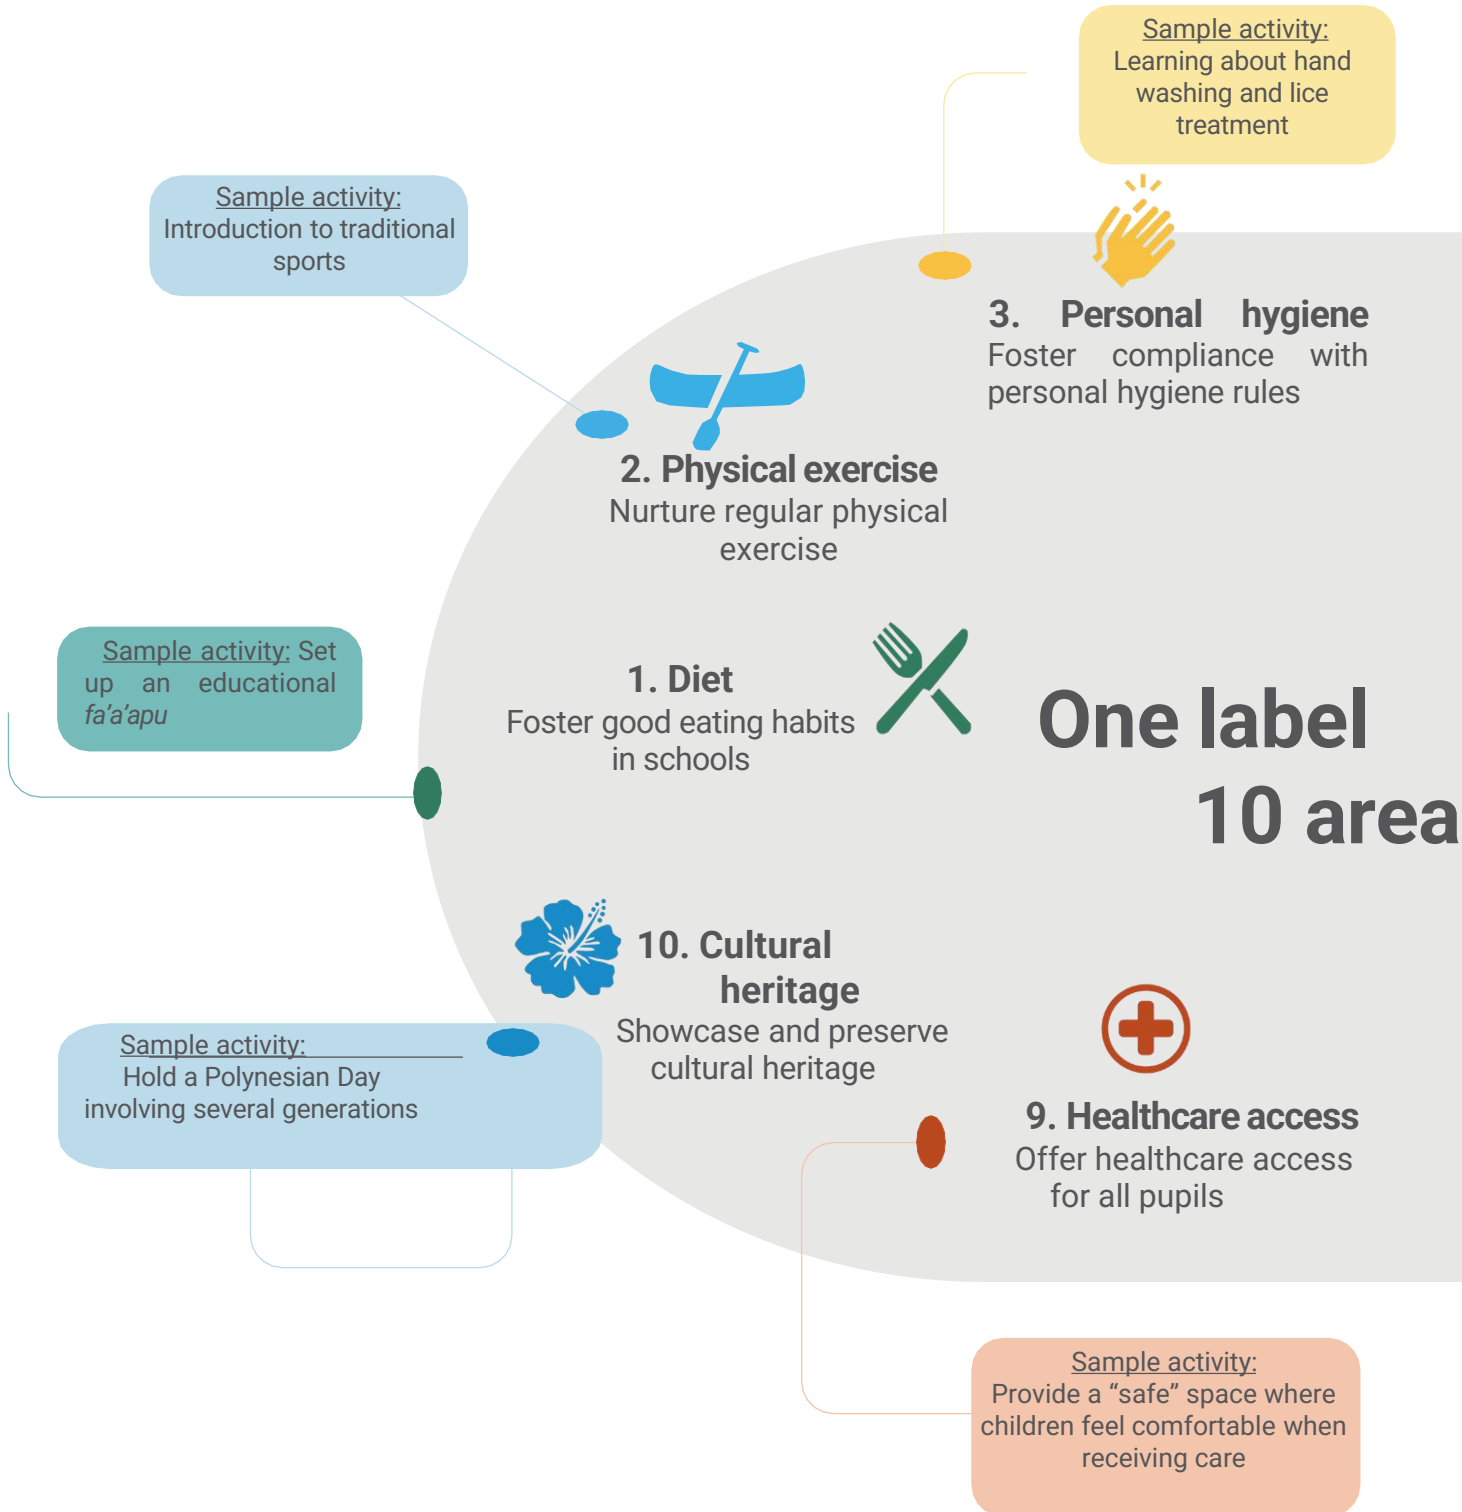 Sample activity:
Learning about hand
washing and lice
treatment
Sample activity:
Introduction to traditional
sports
3. Personal hygiene
Foster compliance with
personal hygiene rules
2. Physical exercise
Nurture regular physical
exercise
Sample activity: Set
up an educational
fa’a’apu
1. Diet
Foster good eating habits
in schools
One label
10 area
10. Cultural
heritage
Showcase and preserve
cultural heritage
Sample activity:
Hold a Polynesian Day
involving several generations
9. Healthcare access
Offer healthcare access
for all pupils
Sample activity:
Provide a “safe” space where
children feel comfortable when
receiving care